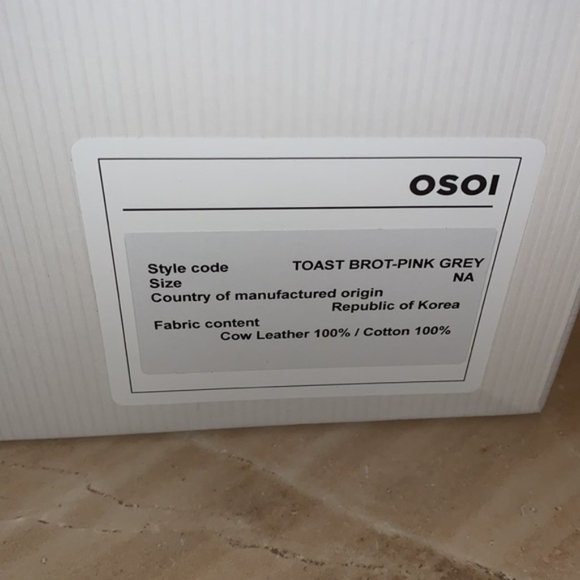 OSOI
Style code TOAST BROT-PINK GREY
Size NA
Country of manufactured origin
Republic of Korea
Fabric content
Cow Leather 100% / Cotton 100%